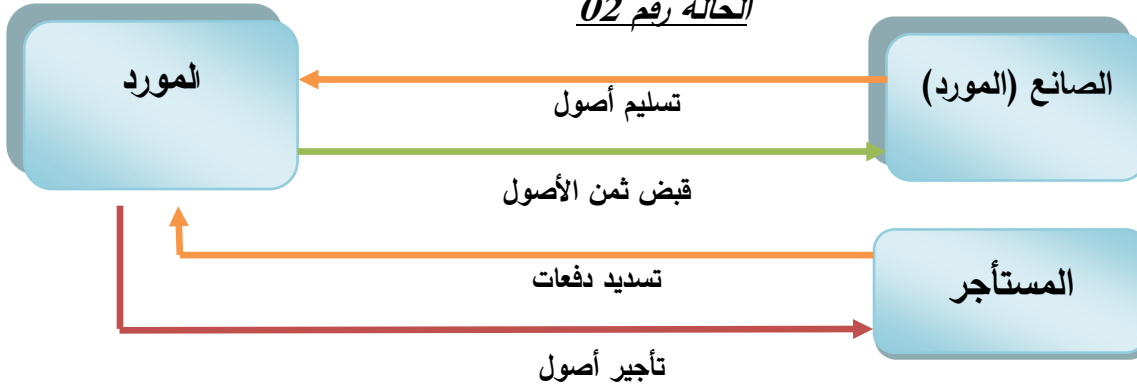 الحالة رقم 02
الصانع (المورد)
المورد
تسليم أصول
قبض ثمن الأصول
المستأجر
تسديد دفعات
تأجير أصول